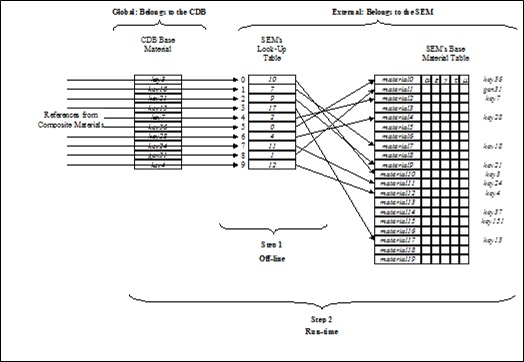 Global: Belongs to the CDB
External: Belongs to the SEM
CDB Base
Material
SEM's
Look-Up
Table
SEM's Base
Material Table
References from
Composite Materials
key3
key18
key21
key13
key7
key36
key28
key24
gen31
key4
0
1
2
3
4
5
6
7
8
9
10
7
9
17
2
0
4
11
1
12
material0
material1
material2
material3
material4
material5
material6
material7
material8
material9
material10
material11
material12
material13
material14
material15
material16
material17
material18
material19
key36
gen31
key7
key28
key18
key21
key3
key24
key4
key37
key151
key13
Step 1
Off-line
Step 2
Run-time